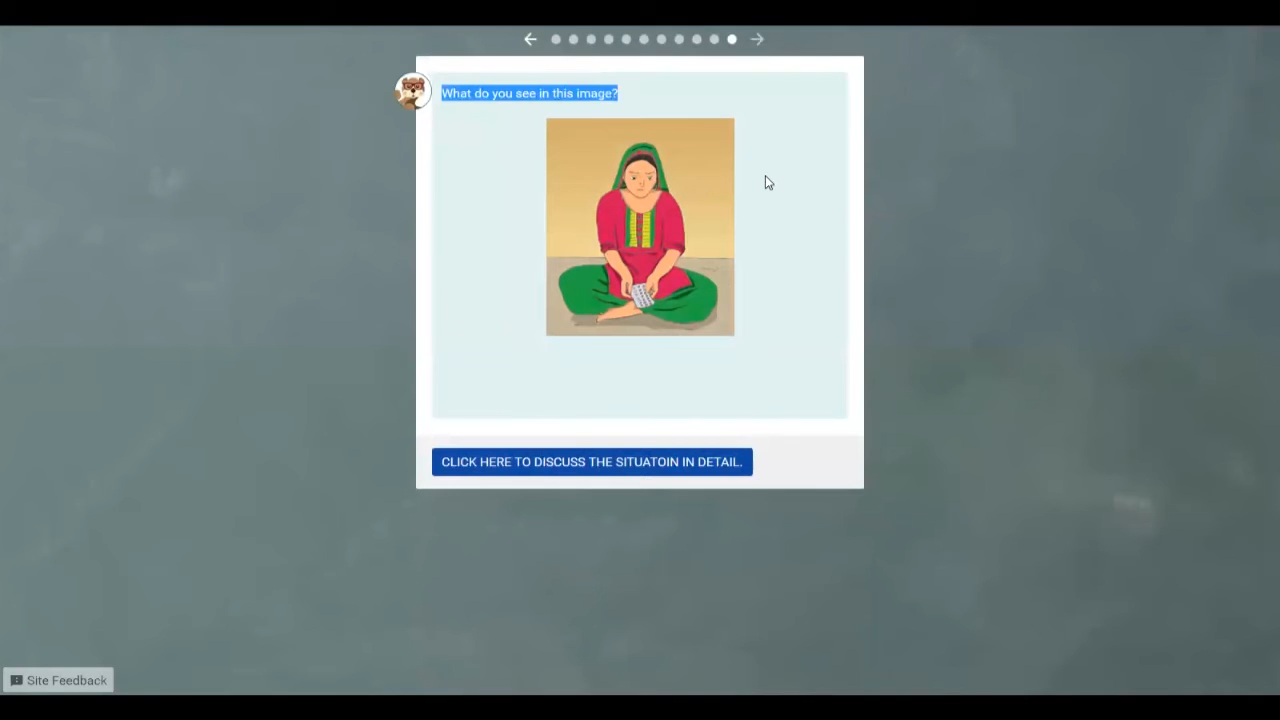 What do you see in this image?
CLICK HERE TO DISCUSS THE SITUATOIN IN DETAIL.
Site Feedback